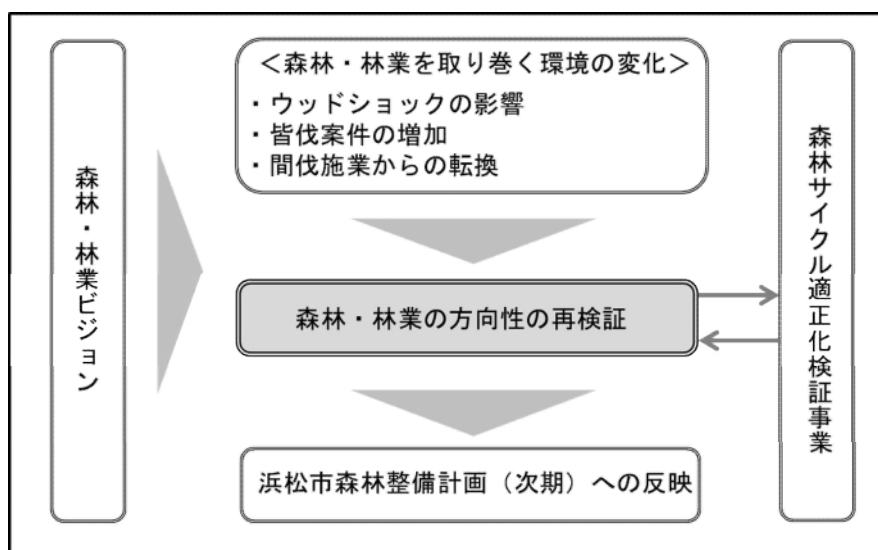 森林・林業ビジョン
＜森林・林業を取り巻く環境の変化＞
・ウッドショックの影響
・皆伐案件の増加
・間伐施業からの転換
森林・林業の方向性の再検証
浜松市森林整備計画（次期）への反映
森林サイクル適正化検証事業